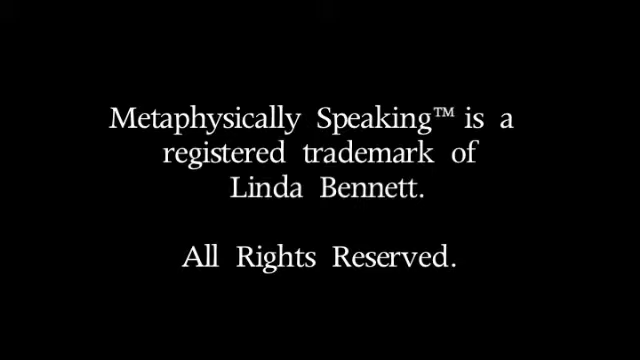 Metaphysically Speaking™ is a
registered trademark of
Linda Bennett.
All Rights Reserved.